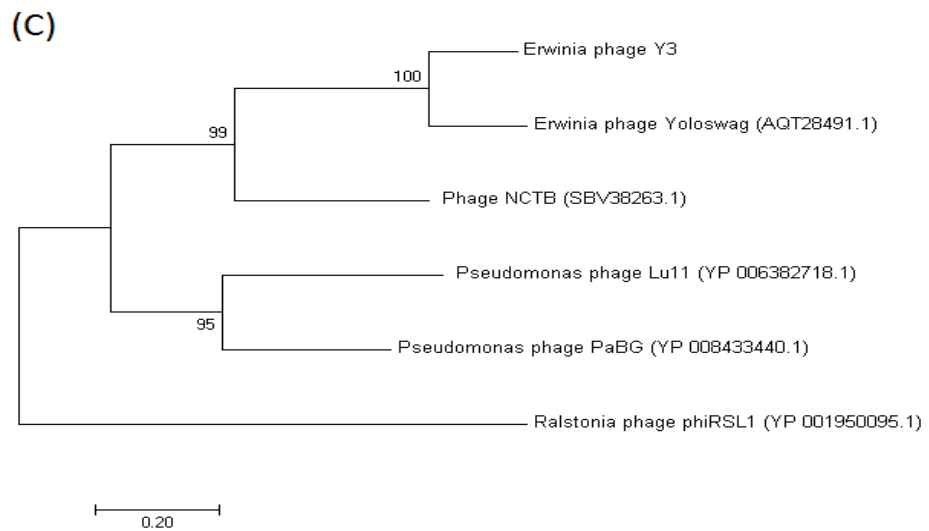 (C)
Erwinia phage Y3
100
Erwinia phage Yoloswag (AQT28491.1)
99
Phage NCTB (SBV38263.1)
Pseudomonas phage Lu11 (YP 006382718.1)
95
Pseudomonas phage PaBG (YP 008433440.1)
Ralstonia phage phiRSL1 (YP 001950095.1)
0.20